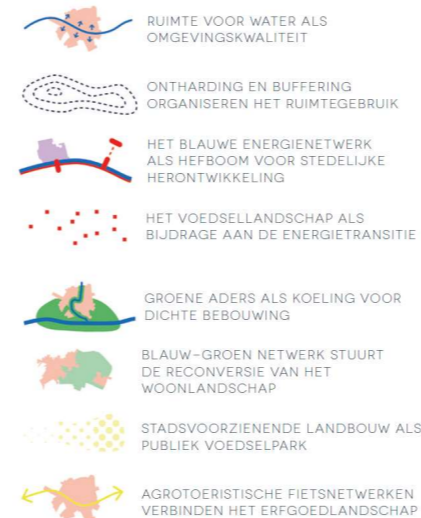 RUIMTE VOOR WATER ALS
OMGEVINGSKWALITEIT
ONTHARDING EN BUFFERING
ORGANISEREN HET RUIMTEGEBRUIK
HET BLAUWE ENERGIENETWERK
ALS HEFBOOM VOOR STEDELIJKE
HERONTWIKKELING
HET VOEDSELLANDSCHAP ALS
BIJDRAGE AAN DE ENERGIETRANSITIE
GROENE ADERS ALS KOELING VOOR
DICHTE BEBOUWING
BLAUW-GROEN NETWERK STUURT
DE RECONVERSIE VAN HET
WOONLANDSCHAP
STADSVOORZIENENDE LANDBOUW ALS
PUBLIEK VOEDSELPARK
AGROTOERISTISCHE FIETSNETWERKEN
VERBINDEN HET ERFGOEDLANDSCHAP